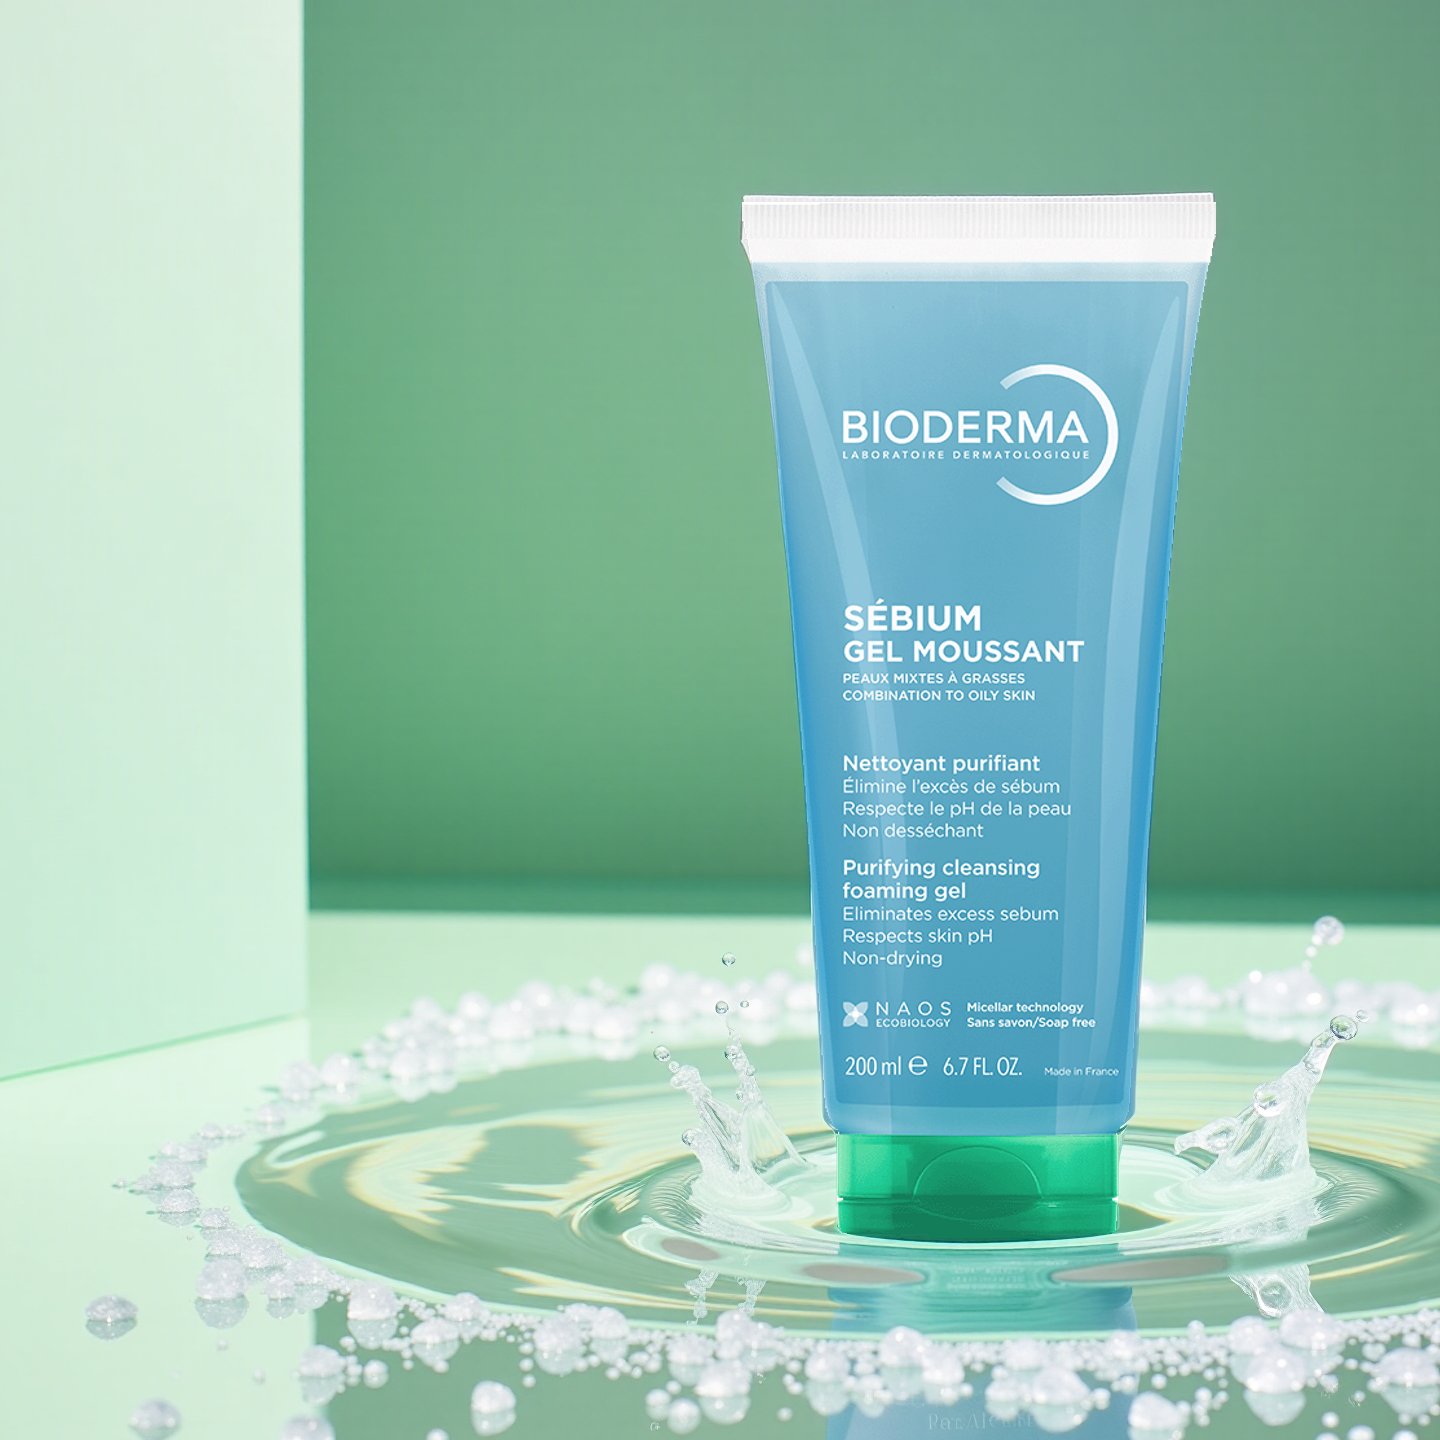 BIODERMA
LABORATOIRE DERMATOLOGIQUE
SÉBIUM
GEL MOUSSANT
PEAUX MIXTES À GRASSES
COMBINATION TO OILY SKIN
Nettoyant purifiant
Élimine l'excès de sébum
Respecte le pH de la peau
Non desséchant
Purifying cleansing
foaming gel
Eliminates excess sebum
Respects skin pH
Non-drying
NAOS
ECOBIOLOGY
Micellar technology
Sans savon/Soap free
200 ml ℮ 6.7 FL. OZ. Made in France